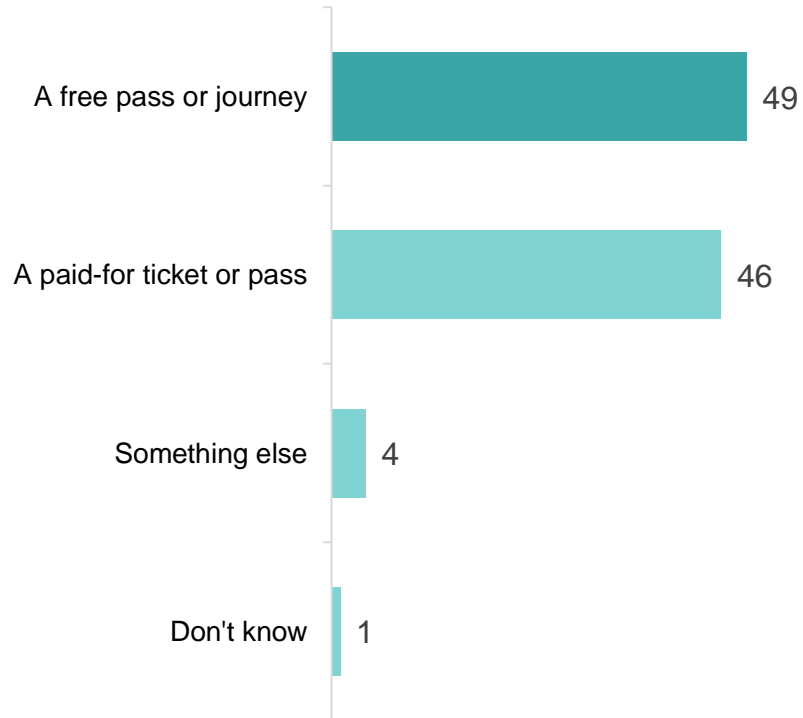 A free pass or journey 49
A paid-for ticket or pass 46
Something else 4
Don't know 1